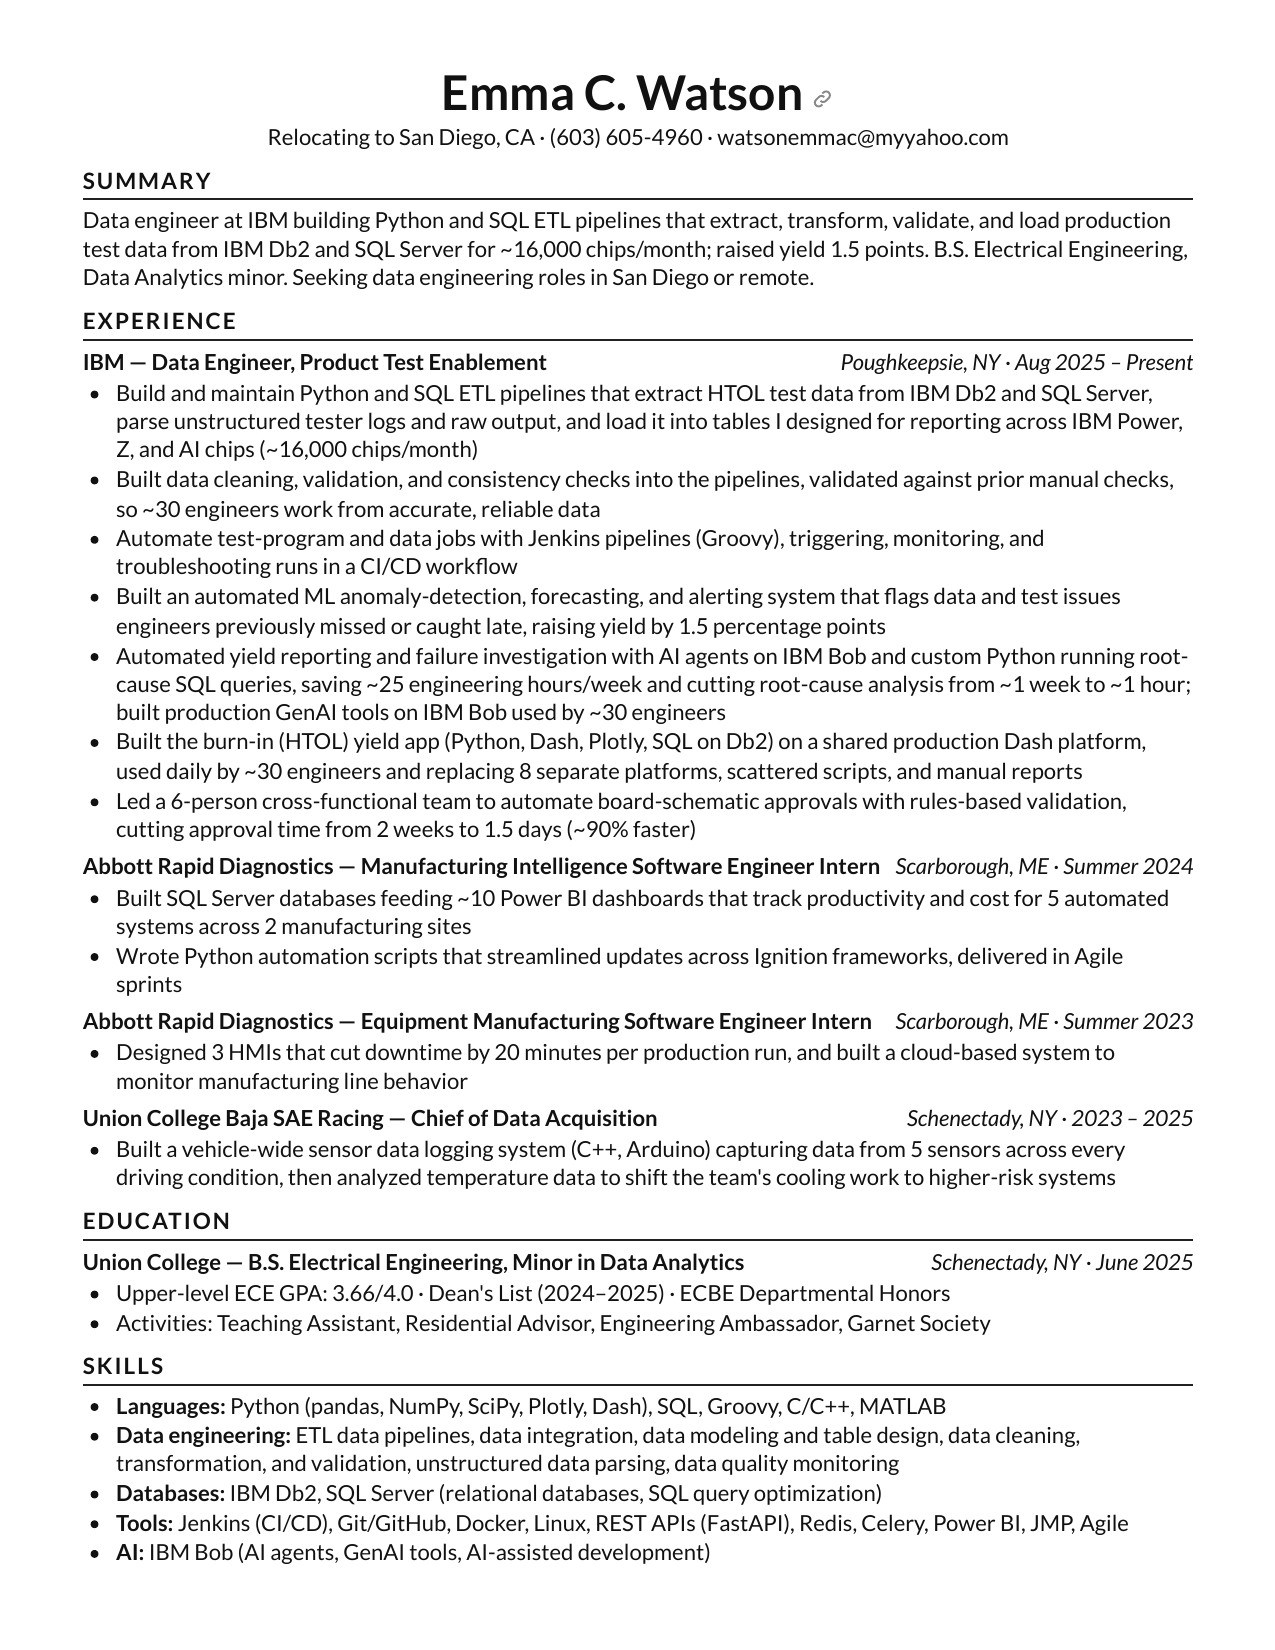 Emma C. Watson
Relocating to San Diego, CA · (603) 605-4960 · watsonemmac@myyahoo.com
SUMMARY
Data engineer at IBM building Python and SQL ETL pipelines that extract, transform, validate, and load production
test data from IBM Db2 and SQL Server for ~16,000 chips/month; raised yield 1.5 points. B.S. Electrical Engineering,
Data Analytics minor. Seeking data engineering roles in San Diego or remote.
EXPERIENCE
IBM — Data Engineer, Product Test Enablement Poughkeepsie, NY · Aug 2025 – Present
• Build and maintain Python and SQL ETL pipelines that extract HTOL test data from IBM Db2 and SQL Server,
parse unstructured tester logs and raw output, and load it into tables I designed for reporting across IBM Power,
Z, and AI chips (~16,000 chips/month)
• Built data cleaning, validation, and consistency checks into the pipelines, validated against prior manual checks,
so ~30 engineers work from accurate, reliable data
• Automate test-program and data jobs with Jenkins pipelines (Groovy), triggering, monitoring, and
troubleshooting runs in a CI/CD workflow
• Built an automated ML anomaly-detection, forecasting, and alerting system that flags data and test issues
engineers previously missed or caught late, raising yield by 1.5 percentage points
• Automated yield reporting and failure investigation with AI agents on IBM Bob and custom Python running root-
cause SQL queries, saving ~25 engineering hours/week and cutting root-cause analysis from ~1 week to ~1 hour;
built production GenAI tools on IBM Bob used by ~30 engineers
• Built the burn-in (HTOL) yield app (Python, Dash, Plotly, SQL on Db2) on a shared production Dash platform,
used daily by ~30 engineers and replacing 8 separate platforms, scattered scripts, and manual reports
• Led a 6-person cross-functional team to automate board-schematic approvals with rules-based validation,
cutting approval time from 2 weeks to 1.5 days (~90% faster)
Abbott Rapid Diagnostics — Manufacturing Intelligence Software Engineer Intern Scarborough, ME · Summer 2024
• Built SQL Server databases feeding ~10 Power BI dashboards that track productivity and cost for 5 automated
systems across 2 manufacturing sites
• Wrote Python automation scripts that streamlined updates across Ignition frameworks, delivered in Agile
sprints
Abbott Rapid Diagnostics — Equipment Manufacturing Software Engineer Intern Scarborough, ME · Summer 2023
• Designed 3 HMIs that cut downtime by 20 minutes per production run, and built a cloud-based system to
monitor manufacturing line behavior
Union College Baja SAE Racing — Chief of Data Acquisition Schenectady, NY · 2023 – 2025
• Built a vehicle-wide sensor data logging system (C++, Arduino) capturing data from 5 sensors across every
driving condition, then analyzed temperature data to shift the team's cooling work to higher-risk systems
EDUCATION
Union College — B.S. Electrical Engineering, Minor in Data Analytics Schenectady, NY · June 2025
• Upper-level ECE GPA: 3.66/4.0 · Dean's List (2024–2025) · ECBE Departmental Honors
• Activities: Teaching Assistant, Residential Advisor, Engineering Ambassador, Garnet Society
SKILLS
• Languages: Python (pandas, NumPy, SciPy, Plotly, Dash), SQL, Groovy, C/C++, MATLAB
• Data engineering: ETL data pipelines, data integration, data modeling and table design, data cleaning,
transformation, and validation, unstructured data parsing, data quality monitoring
• Databases: IBM Db2, SQL Server (relational databases, SQL query optimization)
• Tools: Jenkins (CI/CD), Git/GitHub, Docker, Linux, REST APIs (FastAPI), Redis, Celery, Power BI, JMP, Agile
• AI: IBM Bob (AI agents, GenAI tools, AI-assisted development)